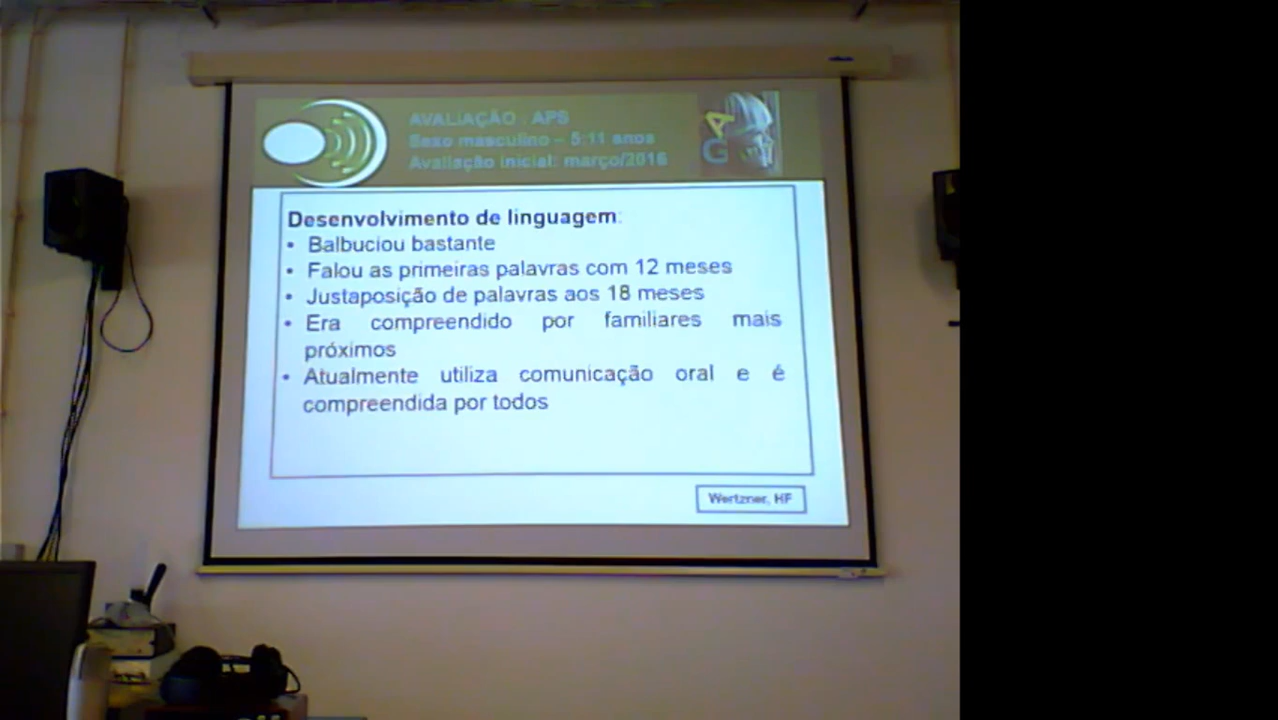 AVALIAÇÃO : APS
Sexo masculino – 5:11 anos
Avaliação inicial: março/2016
A
G
Desenvolvimento de linguagem:
• Balbuciou bastante
• Falou as primeiras palavras com 12 meses
• Justaposição de palavras aos 18 meses
• Era compreendido por familiares mais
próximos
• Atualmente utiliza comunicação oral e é
compreendida por todos
Wertzner, HF